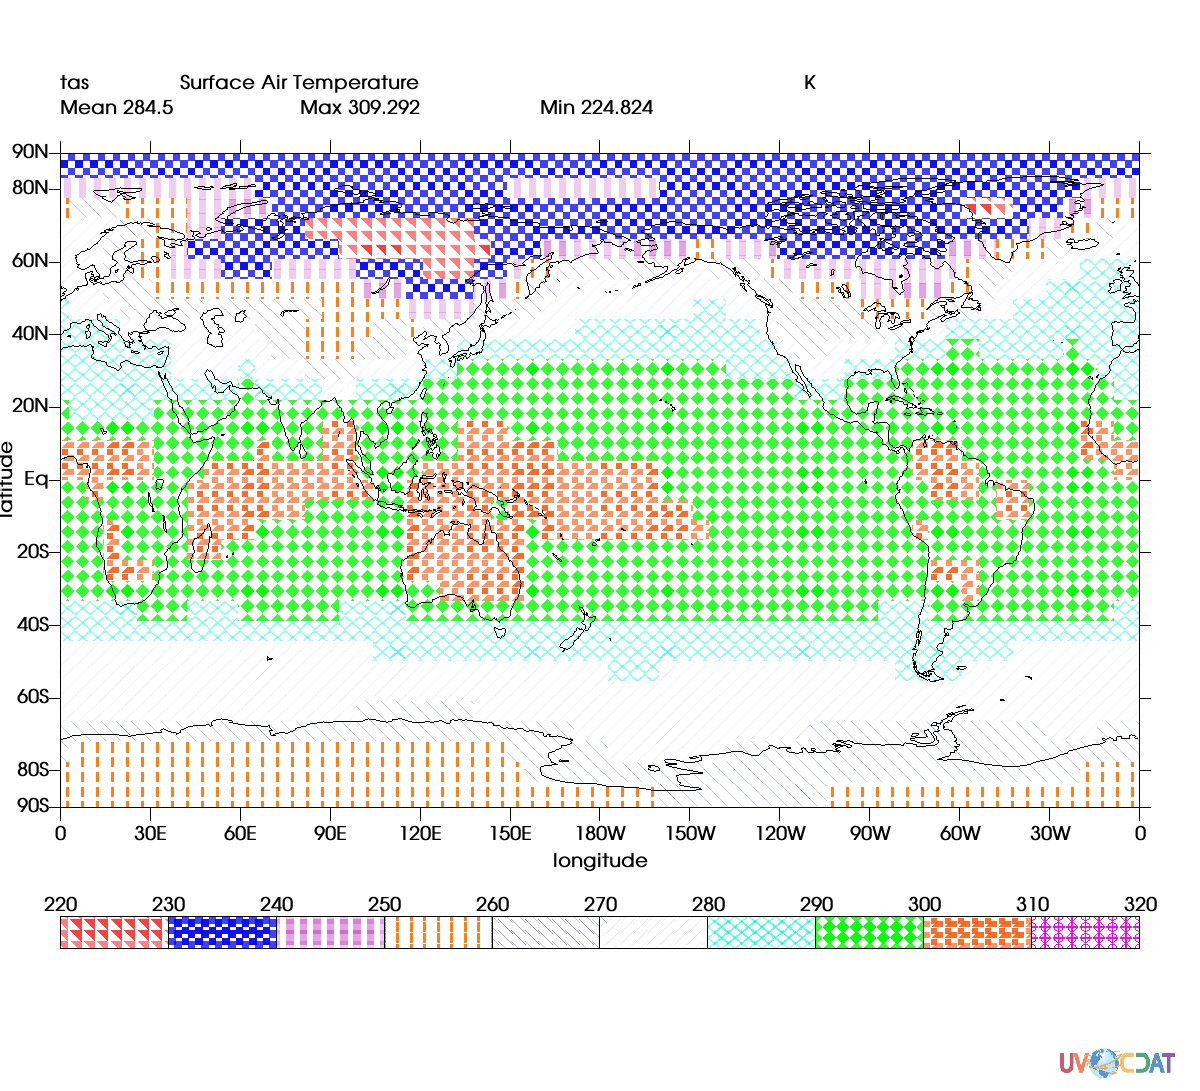 tas Surface Air Temperature K
Mean 284.5 Max 309.292 Min 224.824
90N
80N
60N
40N
20N
Eq
20S
40S
60S
80S
90S
latitude
0 30E 60E 90E 120E 150E 180W 150W 120W 90W 60W 30W 0
longitude
220 230 240 250 260 270 280 290 300 310 320
UVCDAT